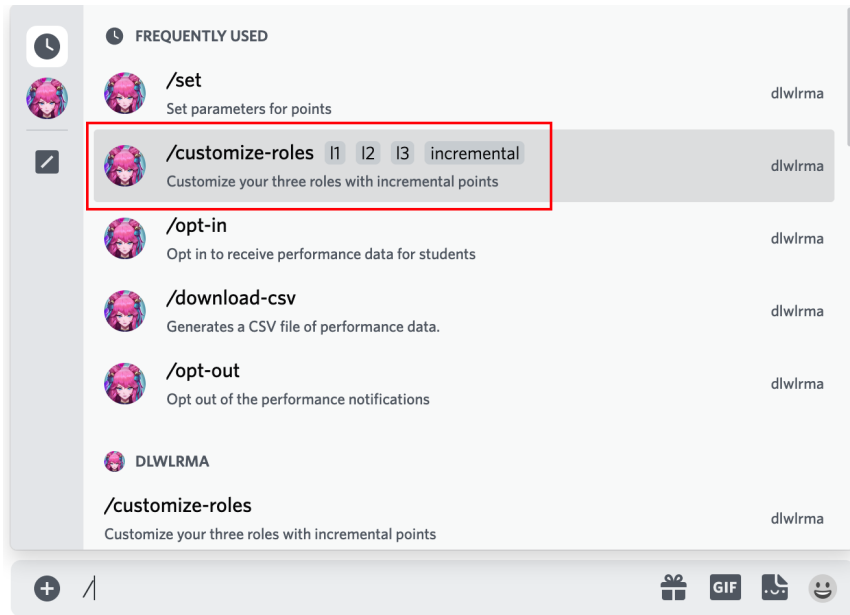 FREQUENTLY USED
/set
Set parameters for points
dlwlrma
/customize-roles l1 l2 l3 incremental
Customize your three roles with incremental points
dlwlrma
/opt-in
Opt in to receive performance data for students
dlwlrma
/download-csv
Generates a CSV file of performance data.
dlwlrma
/opt-out
Opt out of the performance notifications
dlwlrma
DLWLRMA
/customize-roles
Customize your three roles with incremental points
dlwlrma
/
GIF